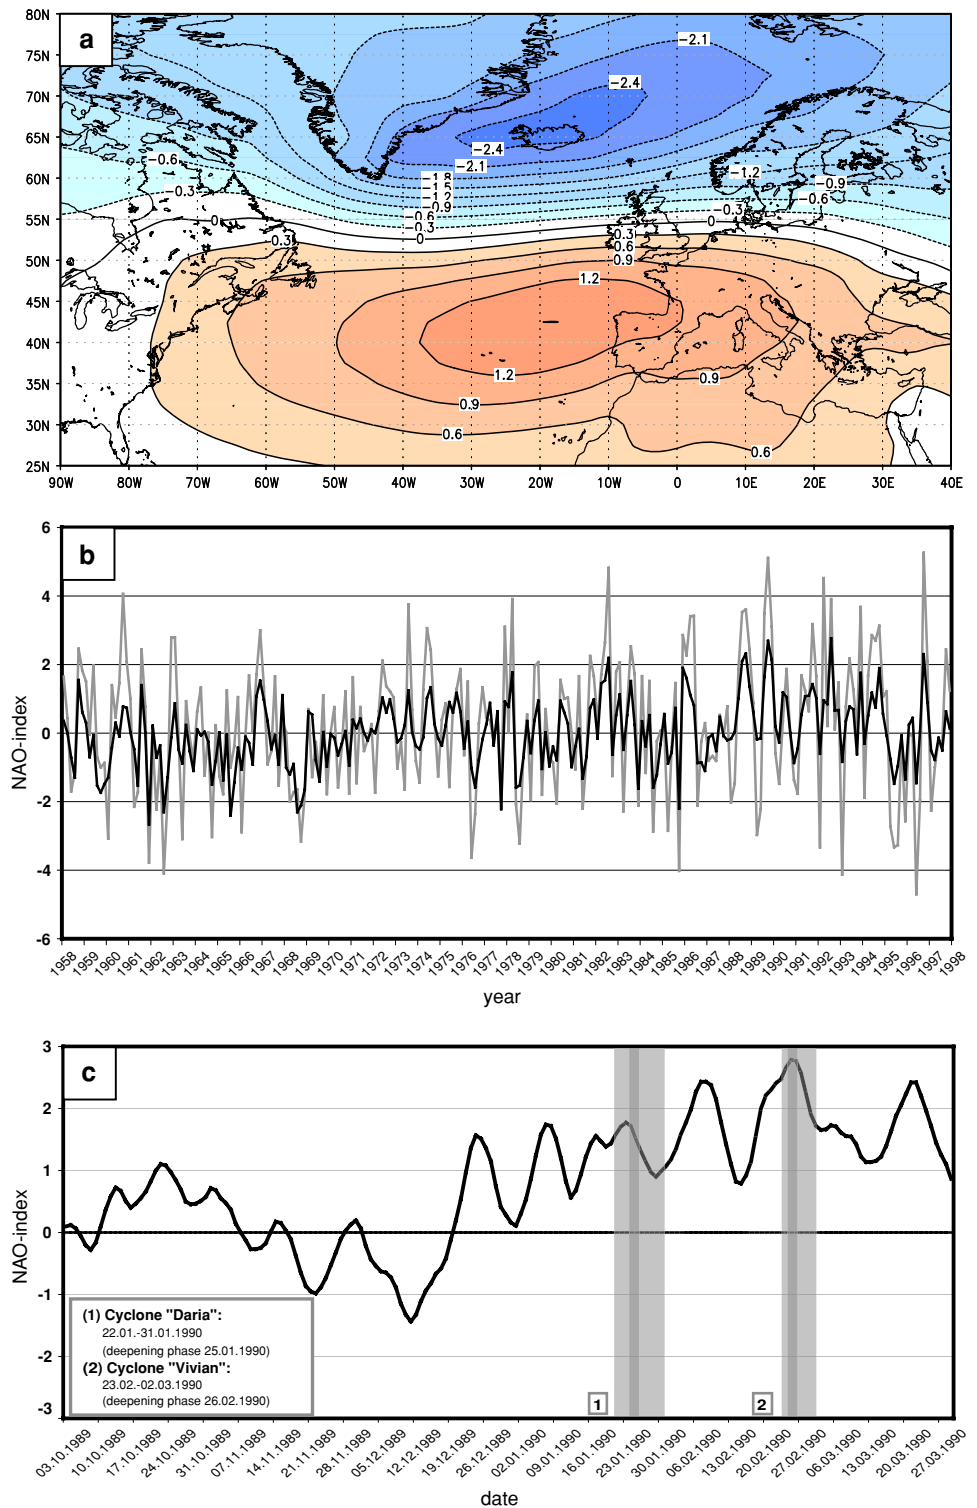 80N
a
75N
70N
65N
60N
55N
50N
45N
40N
35N
30N
25N
−2.1
−2.4
−2.4
−2.1
−1.8
−1.5
−1.2
−0.9
−0.6
−0.3
0
−0.6
−0.3
0
0.3
−1.2
−0.9
−0.6
−0.3
0
0.3
0.6
0.9
1.2
1.2
0.9
0.9
0.6
0.6
90W 80W 70W 60W 50W 40W 30W 20W 10W 0 10E 20E 30E 40E
b
NAO-index
6
4
2
0
-2
-4
-6
1958 1959 1960 1961 1962 1963 1965 1966 1967 1968 1969 1970 1971 1972 1973 1974 1975 1976 1977 1978 1979 1980 1981 1982 1983 1984 1985 1986 1987 1988 1989 1990 1991 1992 1993 1994 1995 1996 1997 1998
year
c
NAO-index
3
2
1
0
-1
-2
-3
(1) Cyclone "Daria":
22.01.-31.01.1990
(deepening phase 25.01.1990)
(2) Cyclone "Vivian":
23.02.-02.03.1990
(deepening phase 26.02.1990)
1
2
03.10.1989 10.10.1989 17.10.1989 24.10.1989 31.10.1989 07.11.1989 14.11.1989 21.11.1989 28.11.1989 05.12.1989 12.12.1989 19.12.1989 26.12.1989 02.01.1990 09.01.1990 16.01.1990 23.01.1990 30.01.1990 06.02.1990 13.02.1990 20.02.1990 27.02.1990 06.03.1990 13.03.1990 20.03.1990 27.03.1990
date